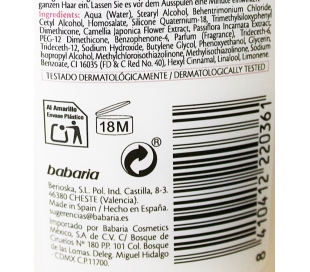 ganzen Haar ein. Lassen Sie es vor dem Ausspülen eine Minute einwirken.
Ingredients: Aqua (Water), Stearyl Alcohol, Behentrimonium Chloride,
Cetyl Alcohol, Homosalate, Silicone Quaternium-18, Trimethylsiloxyphenyl
Dimethicone, Camellia Japonica Flower Extract, Passiflora Incarnata Extract,
PEG-12 Dimethicone, Benzophenone-4, Parfum (Fragrance), Trideceth-6,
Trideceth-12, Sodium Hydroxide, Butylene Glycol, Phenoxyethanol, Glycerin,
Isopropyl Alcohol, Methylchloroisothiazolinone, Methylisothiazolinone, Sodium
Benzoate, CI 16035 (FD & C Red No. 40), Hexyl Cinnamal, Linalool, Limonene.
TESTADO DERMATOLÓGICAMENTE / DERMATOLOGICALLY TESTED
Al Amarillo
Envase Plástico
18M
babaria
Berioska, S.L. Pol. Ind. Castilla, 8-3.
46380 CHESTE (Valencia).
Made in Spain / Hecho en España
sugerencias@babaria.es
Importado por Babaria Cosmetics
México, S.A de C.V. C/ Bosque de
Ciruelos Nº 180 PP. 101 Col. Bosque
de las Lomas. Deleg. Miguel Hidalgo
CDMX C.P.11700.
8 410412 220361